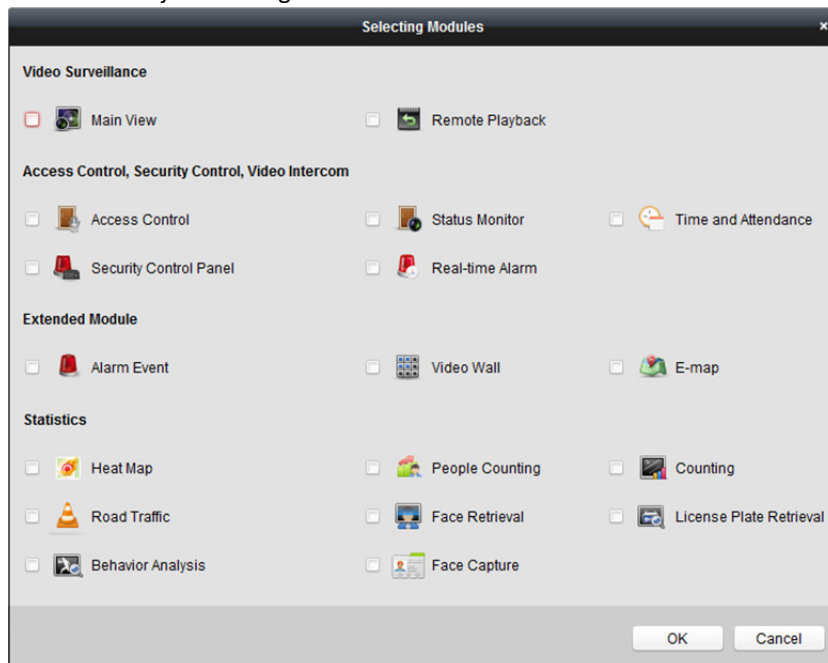 Selecting Modules ×
Video Surveillance
Main View Remote Playback
Access Control, Security Control, Video Intercom
Access Control Status Monitor Time and Attendance
Security Control Panel Real-time Alarm
Extended Module
Alarm Event Video Wall E-map
Statistics
Heat Map People Counting Counting
Road Traffic Face Retrieval License Plate Retrieval
Behavior Analysis Face Capture
OK Cancel